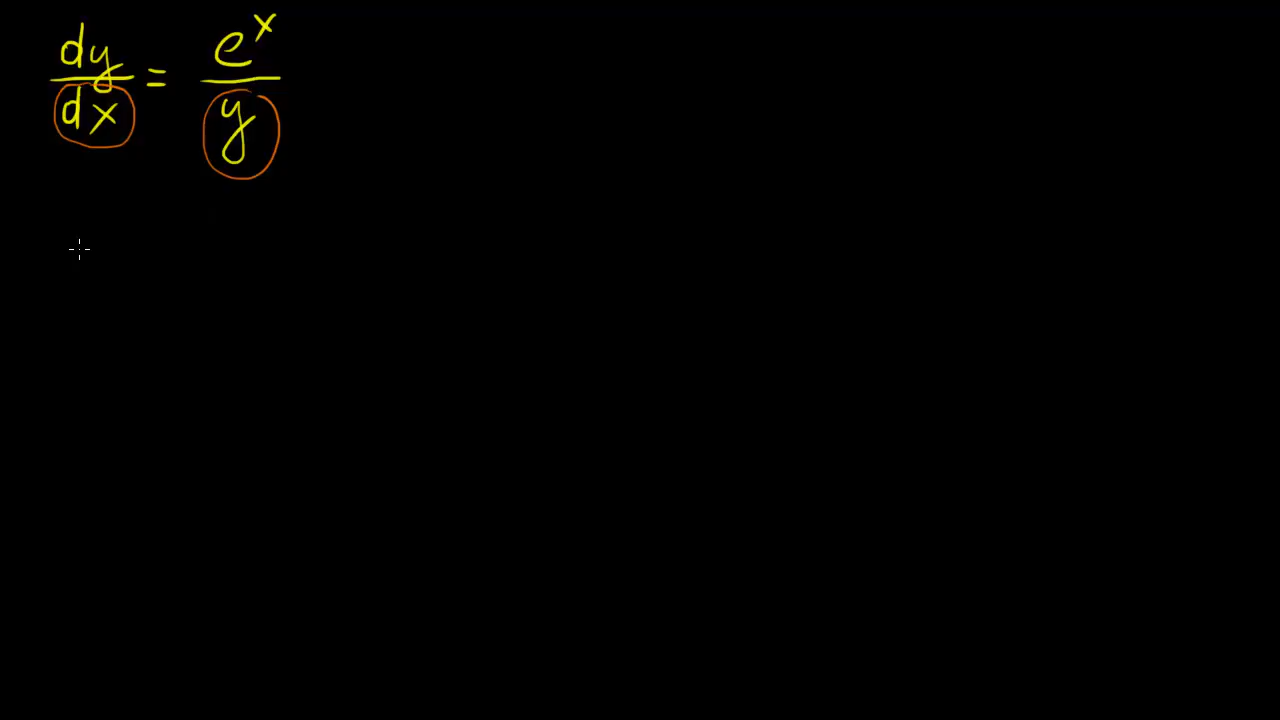 dy/dx = e^x/y